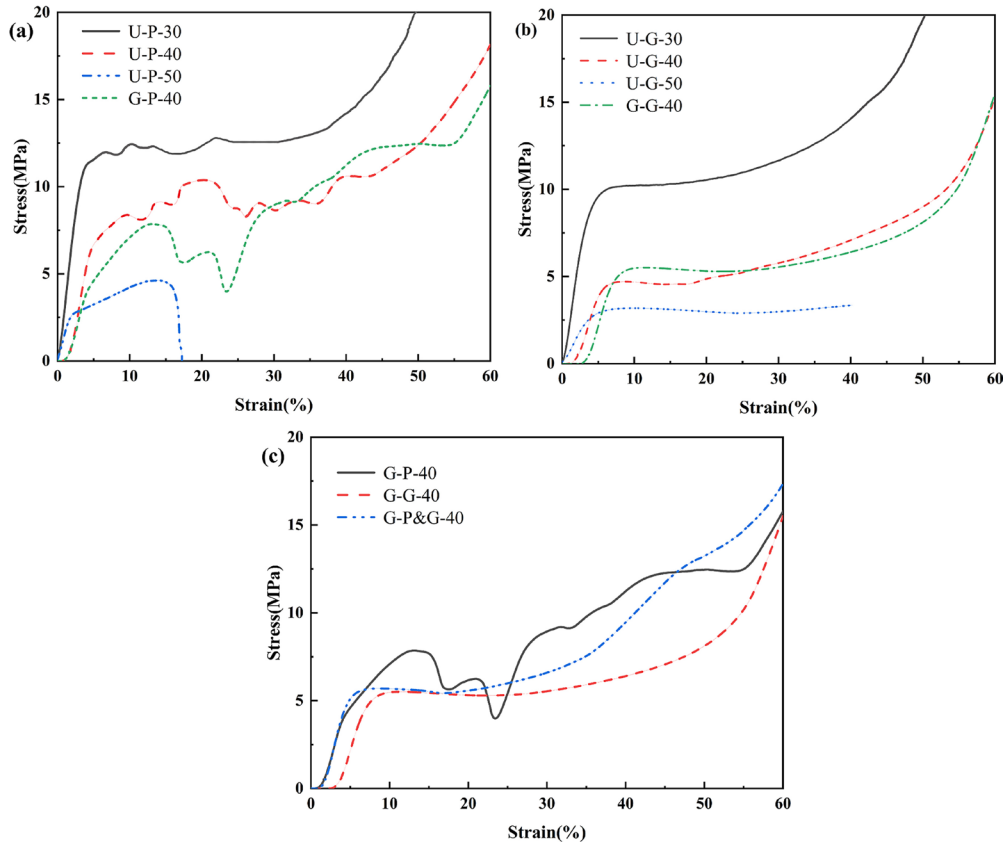 (a)
U-P-30
U-P-40
U-P-50
G-P-40
20
15
10
5
0
Stress(MPa)
0 10 20 30 40 50 60
Strain(%)
(b)
U-G-30
U-G-40
U-G-50
G-G-40
20
15
10
5
0
Stress(MPa)
0 10 20 30 40 50 60
Strain(%)
(c)
G-P-40
G-G-40
G-P&G-40
20
15
10
5
0
Stress(MPa)
0 10 20 30 40 50 60
Strain(%)